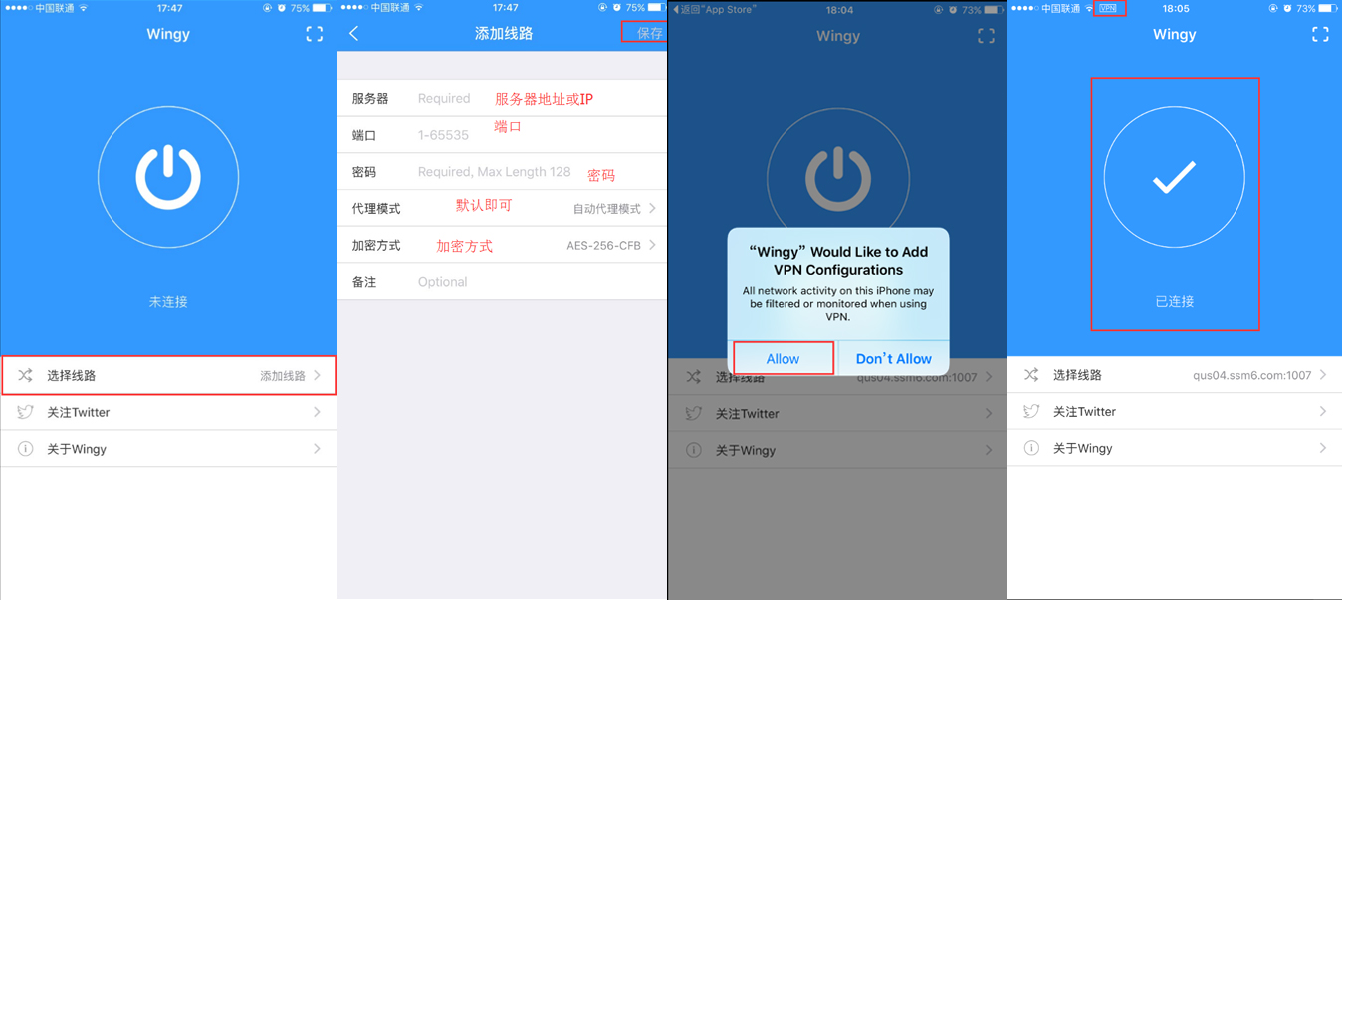 中国联通 17:47 75%
Wingy
未连接
选择线路 添加线路
关注Twitter
关于Wingy
中国联通 17:47 75%
添加线路 保存
服务器 Required 服务器地址或IP
端口 1-65535 端口
密码 Required, Max Length 128 密码
代理模式 默认即可 自动代理模式
加密方式 加密方式 AES-256-CFB
备注 Optional
返回"App Store" 18:04 73%
Wingy
“Wingy” Would Like to Add
VPN Configurations
All network activity on this iPhone may
be filtered or monitored when using
VPN.
Allow Don't Allow
选择线路 qus04.ssm6.com:1007
关注Twitter
关于Wingy
中国联通 VPN 18:05 73%
Wingy
已连接
选择线路 qus04.ssm6.com:1007
关注Twitter
关于Wingy